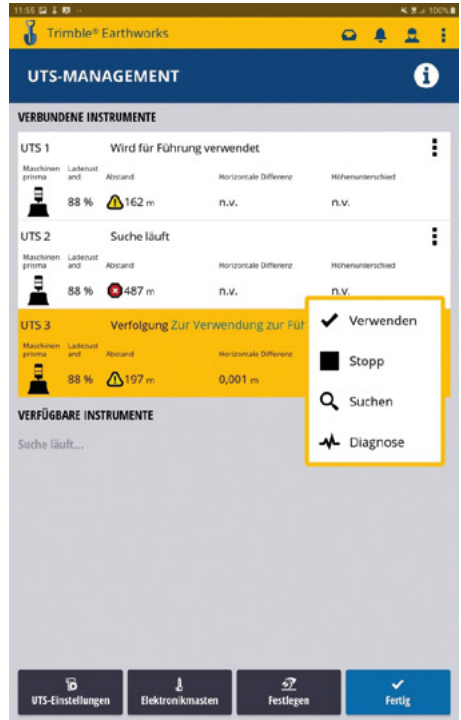 11:55 100%
Trimble® Earthworks
UTS-MANAGEMENT
VERBUNDENE INSTRUMENTE
UTS 1 Wird für Führung verwendet
Maschinen prisma Ladezust and Abstand Horizontale Differenz Höhenunterschied
88 % 162 m n.v. n.v.
UTS 2 Suche läuft
Maschinen prisma Ladezust and Abstand Horizontale Differenz Höhenunterschied
88 % 487 m n.v. n.v.
UTS 3 Verfolgung Zur Verwendung zur Füh
Maschinen prisma Ladezust and Abstand Horizontale Differenz
88 % 197 m 0,001 m
Verwenden
Stopp
Suchen
Diagnose
VERFÜGBARE INSTRUMENTE
Suche läuft...
UTS-Einstellungen Elektronikmasten Festlegen Fertig